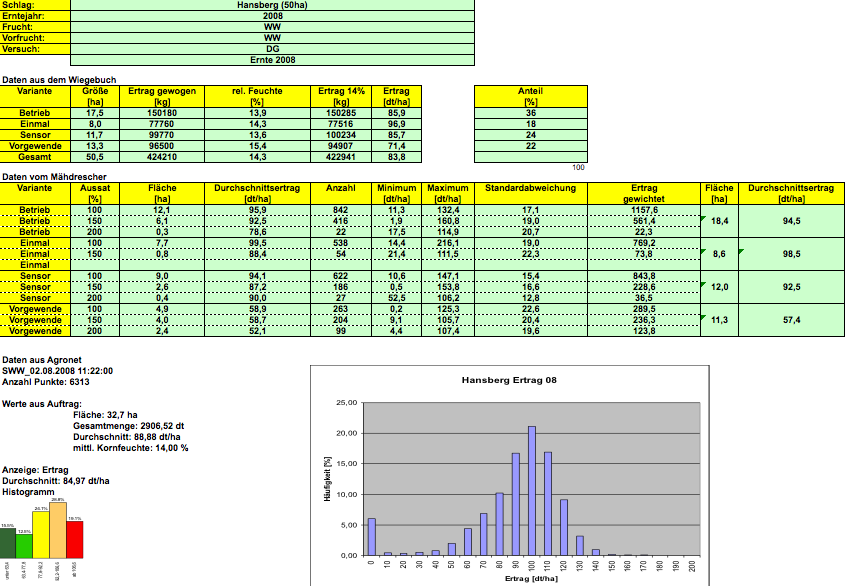 Schlag: Hansberg (50ha)
Erntejahr: 2008
Frucht: WW
Vorfrucht: WW
Versuch: DG
Ernte 2008
Daten aus dem Wiegebuch
Variante Größe Ertrag gewogen rel. Feuchte Ertrag 14% Ertrag Anteil
[ha] [kg] [%] [kg] [dt/ha] [%]
Betrieb 17,5 150180 13,9 150285 85,9 36
Einmal 8,0 77760 14,3 77516 96,9 18
Sensor 11,7 99770 13,6 100234 85,7 24
Vorgewende 13,3 96500 15,4 94907 71,4 22
Gesamt 50,5 424210 14,3 422941 83,8
100
Daten vom Mähdrescher
Variante Aussat Fläche Durchschnittsertrag Anzahl Minimum Maximum Standardabweichung Ertrag Fläche Durchschnittsertrag
[%] [ha] [dt/ha] [dt/ha] [dt/ha] gewichtet [ha] [dt/ha]
Betrieb 100 12,1 95,9 842 11,3 132,4 17,1 1157,6
Betrieb 150 6,1 92,5 416 1,9 160,8 19,0 561,4 18,4 94,5
Betrieb 200 0,3 78,6 22 17,5 114,9 20,7 22,3
Einmal 100 7,7 99,5 538 14,4 216,1 19,0 769,2
Einmal 150 0,8 88,4 54 21,4 111,5 22,3 73,8 8,6 98,5
Einmal
Sensor 100 9,0 94,1 622 10,6 147,1 15,4 843,8
Sensor 150 2,6 87,2 186 0,5 153,8 16,6 228,6 12,0 92,5
Sensor 200 0,4 90,0 27 52,5 106,2 12,8 36,5
Vorgewende 100 4,9 58,9 263 0,2 125,3 22,6 289,5
Vorgewende 150 4,0 58,7 204 9,1 105,7 20,4 236,3 11,3 57,4
Vorgewende 200 2,4 52,1 99 4,4 107,4 19,6 123,8
Daten aus Agronet
SWW_02.08.2008 11:22:00
Anzahl Punkte: 6313
Werte aus Auftrag:
Fläche: 32,7 ha
Gesamtmenge: 2906,52 dt
Durchschnitt: 88,88 dt/ha
mittl. Kornfeuchte: 14,00 %
Anzeige: Ertrag
Durchschnitt: 84,97 dt/ha
Histogramm
Hansberg Ertrag 08
Häufigkeit [%]
25,00
20,00
15,00
10,00
5,00
0,00
0 10 20 30 40 50 60 70 80 90 100 110 120 130 140 150 160 170 180 190 200
Ertrag [dt/ha]